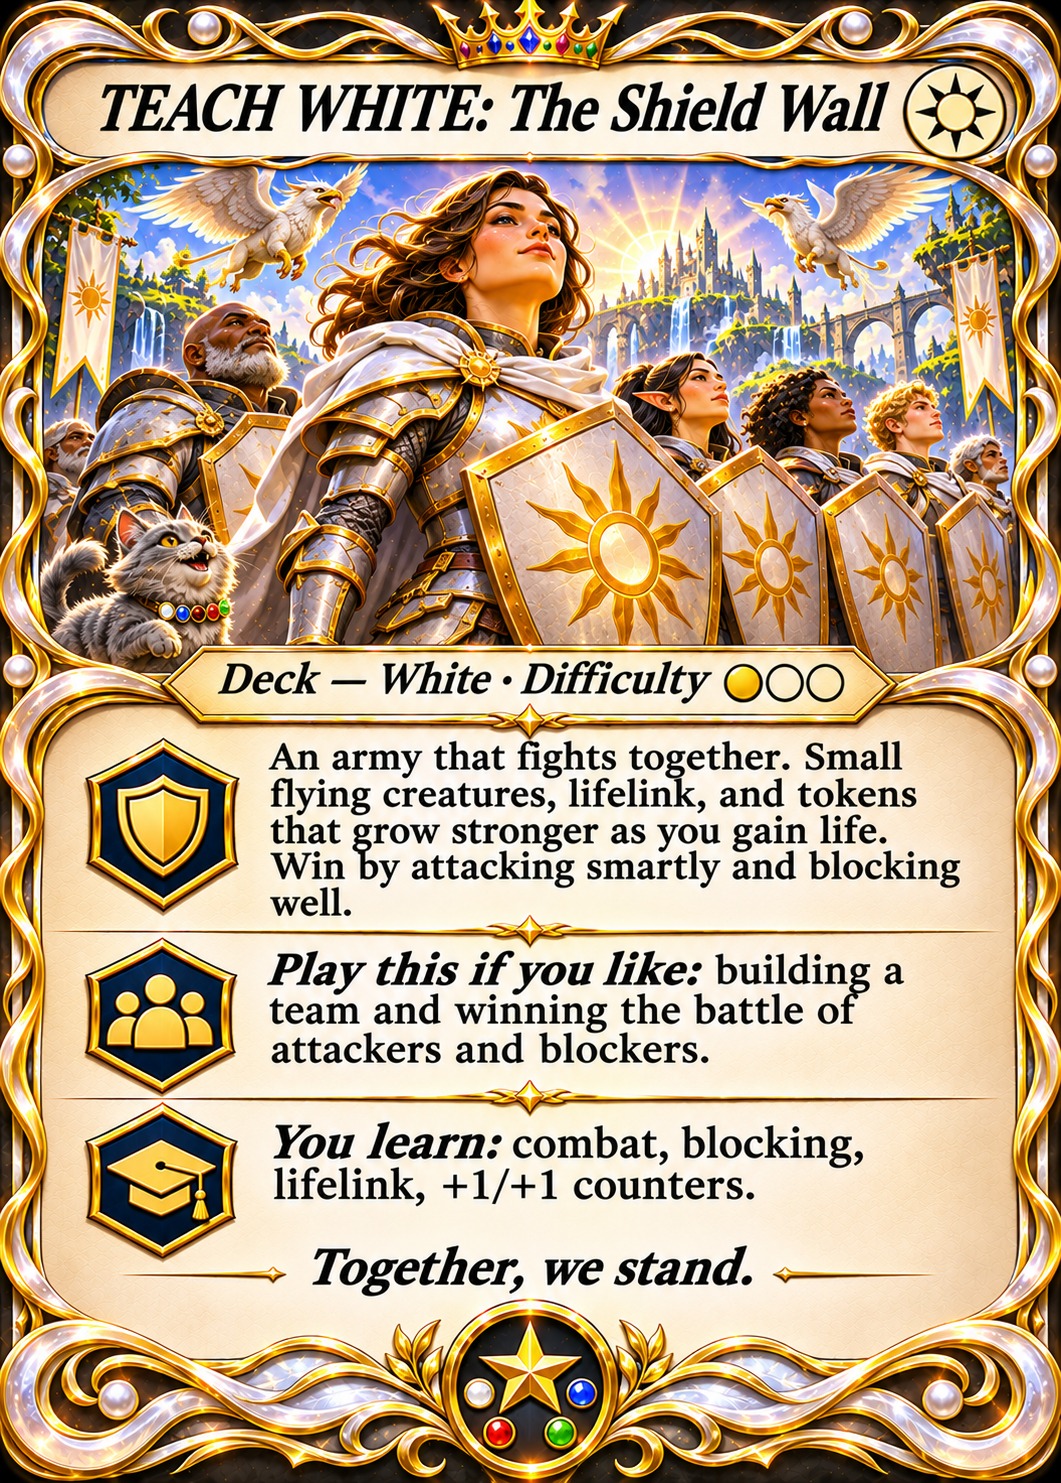 TEACH WHITE: The Shield Wall
Deck — White · Difficulty
An army that fights together. Small
flying creatures, lifelink, and tokens
that grow stronger as you gain life.
Win by attacking smartly and blocking
well.
Play this if you like: building a
team and winning the battle of
attackers and blockers.
You learn: combat, blocking,
lifelink, +1/+1 counters.
Together, we stand.